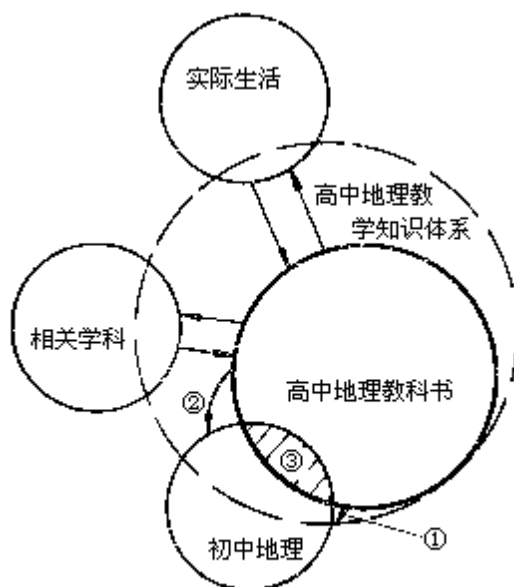 实际生活
高中地理教
学知识体系
相关学科
高中地理教科书
②
③
初中地理
①